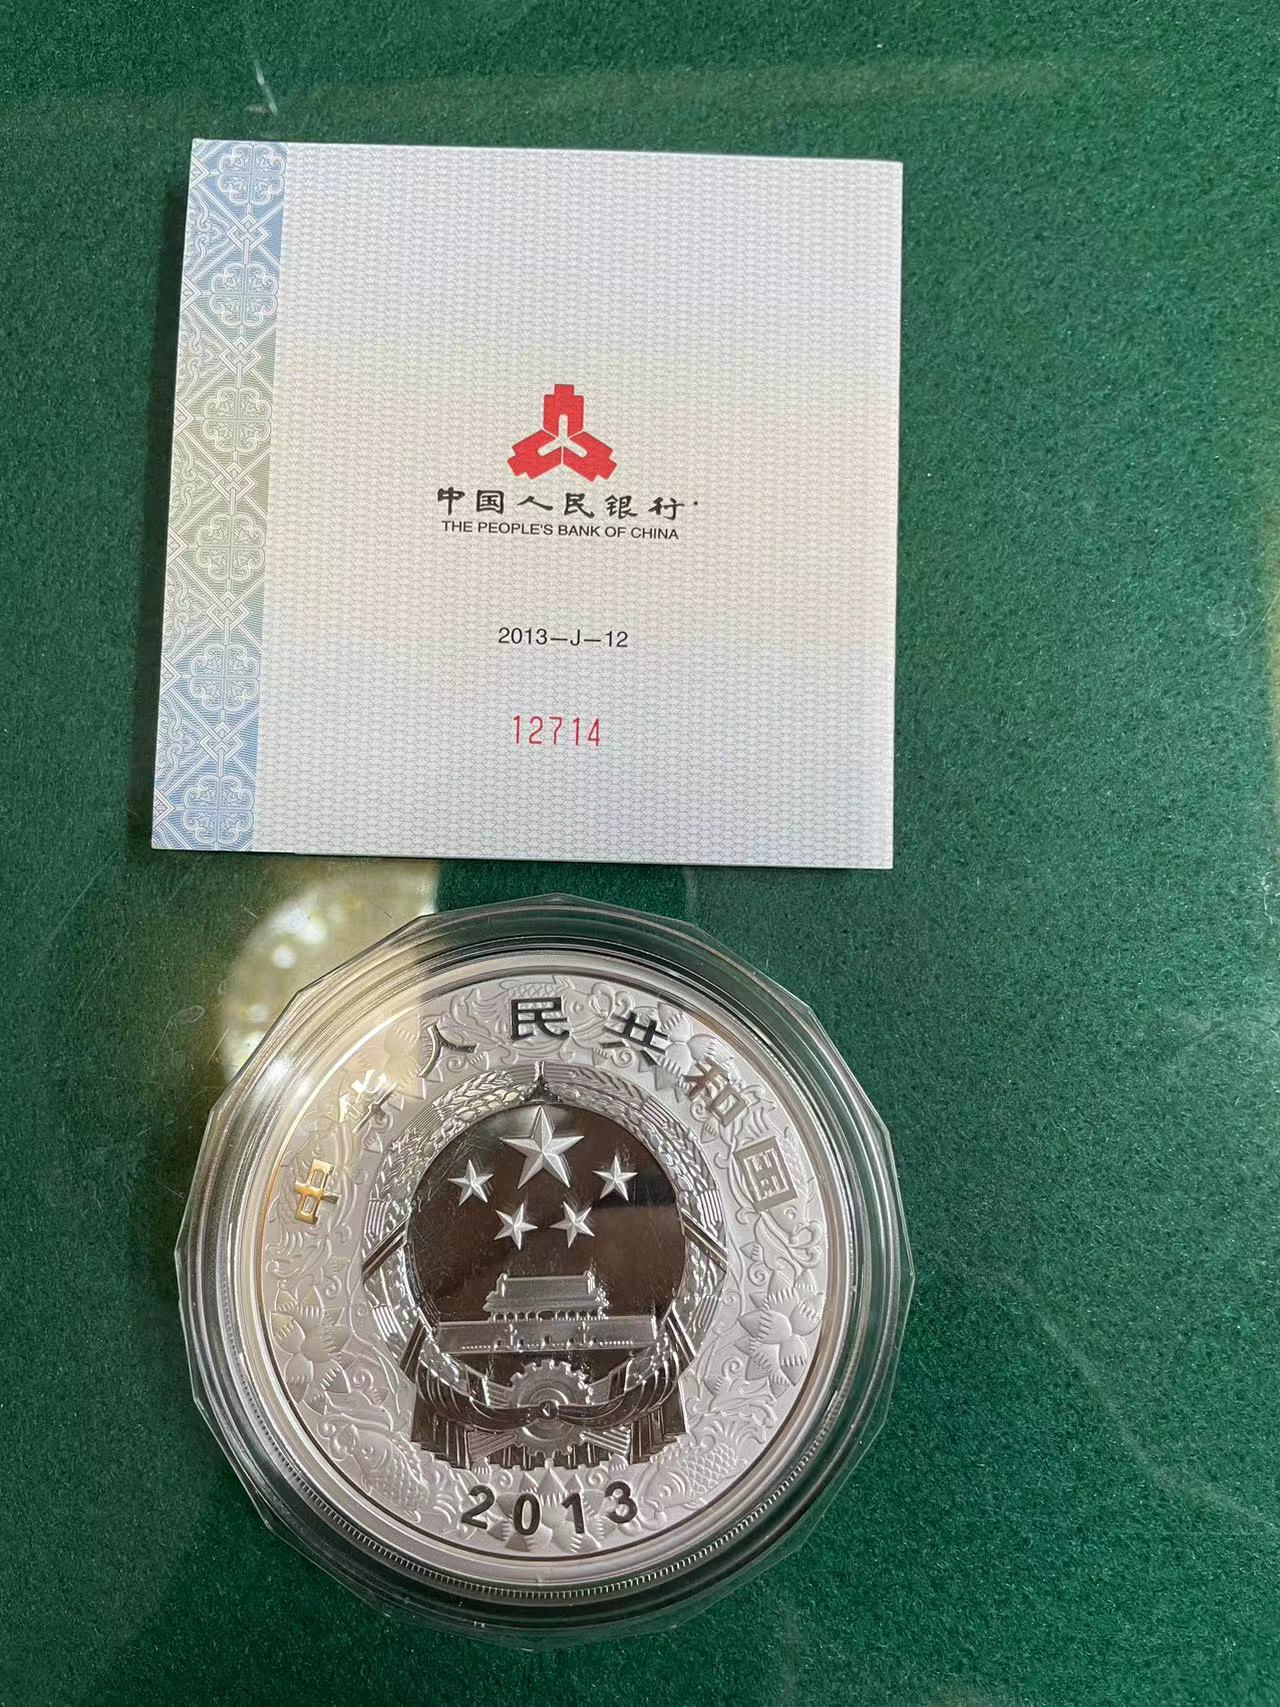 中国人民银行
THE PEOPLE'S BANK OF CHINA
2013—J—12
12714
中华人民共和国
2013